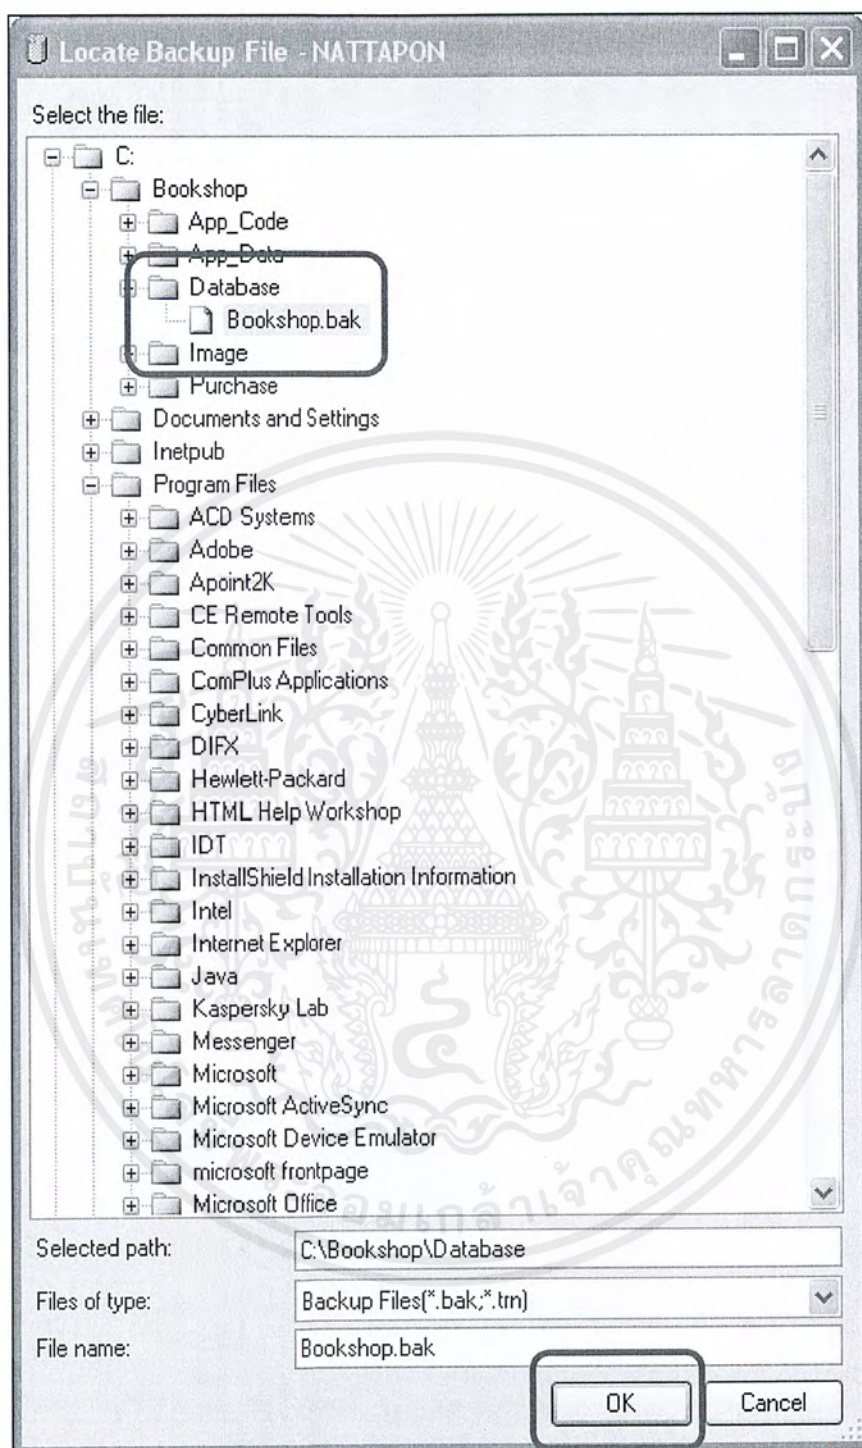 Locate Backup File - NATTAPON
Select the file:
C:
Bookshop
App_Code
App_Data
Database
Bookshop.bak
Image
Purchase
Documents and Settings
Inetpub
Program Files
ACD Systems
Adobe
Apoint2K
CE Remote Tools
Common Files
ComPlus Applications
CyberLink
DIFX
Hewlett-Packard
HTML Help Workshop
IDT
InstallShield Installation Information
Intel
Internet Explorer
Java
Kaspersky Lab
Messenger
Microsoft
Microsoft ActiveSync
Microsoft Device Emulator
microsoft frontpage
Microsoft Office
Selected path: C:\Bookshop\Database
Files of type: Backup Files(*.bak;*.trn)
File name: Bookshop.bak
OK Cancel